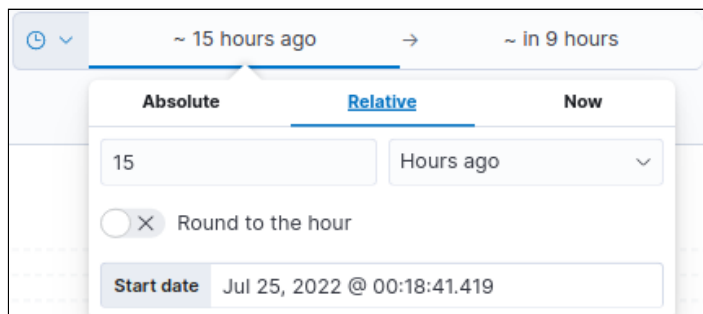 ~ 15 hours ago → ~ in 9 hours
Absolute Relative Now
15 Hours ago
Round to the hour
Start date Jul 25, 2022 @ 00:18:41.419